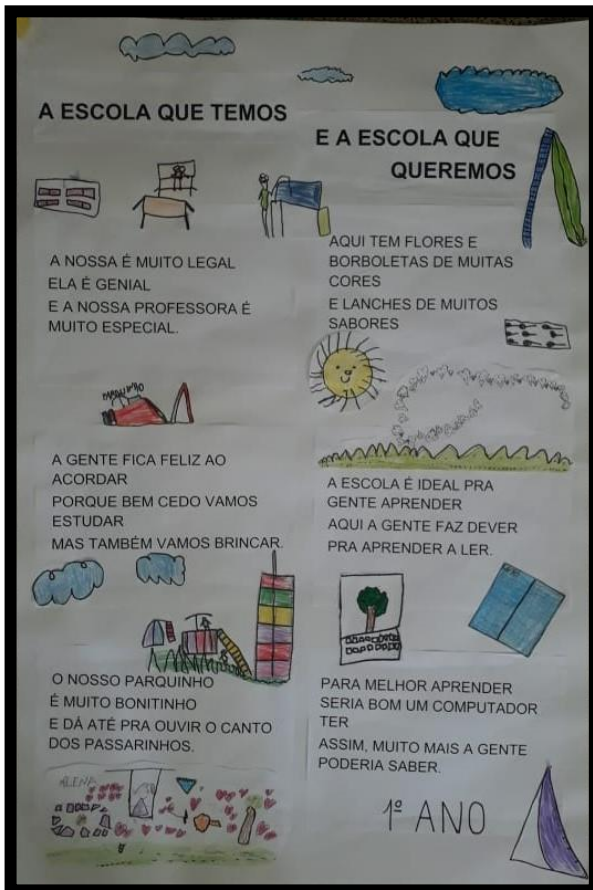 A ESCOLA QUE TEMOS
E A ESCOLA QUE
QUEREMOS
A NOSSA É MUITO LEGAL
ELA É GENIAL
E A NOSSA PROFESSORA É
MUITO ESPECIAL.
A GENTE FICA FELIZ AO
ACORDAR
PORQUE BEM CEDO VAMOS
ESTUDAR
MAS TAMBÉM VAMOS BRINCAR.
O NOSSO PARQUINHO
É MUITO BONITINHO
E DÁ ATÉ PRA OUVIR O CANTO
DOS PASSARINHOS.
AQUI TEM FLORES E
BORBOLETAS DE MUITAS
CORES
E LANCHES DE MUITOS
SABORES
A ESCOLA É IDEAL PRA
GENTE APRENDER
AQUI A GENTE FAZ DEVER
PRA APRENDER A LER.
PARA MELHOR APRENDER
SERIA BOM UM COMPUTADOR
TER
ASSIM, MUITO MAIS A GENTE
PODERIA SABER.
1º ANO